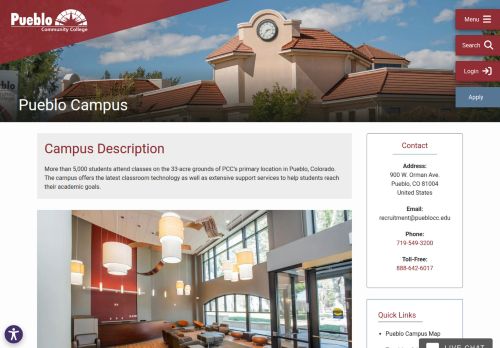 Pueblo
Community College
Menu
Search
Login
Apply
Pueblo Campus
Campus Description
More than 5,000 students attend classes on the 33-acre grounds of PCC's primary location in Pueblo, Colorado.
The campus offers the latest classroom technology as well as extensive support services to help students reach
their academic goals.
Contact
Address:
900 W. Orman Ave.
Pueblo, CO 81004
United States
Email:
recruitment@pueblocc.edu
Phone:
719-549-3200
Toll-Free:
888-642-6017
Quick Links
Pueblo Campus Map
LIVE CHAT